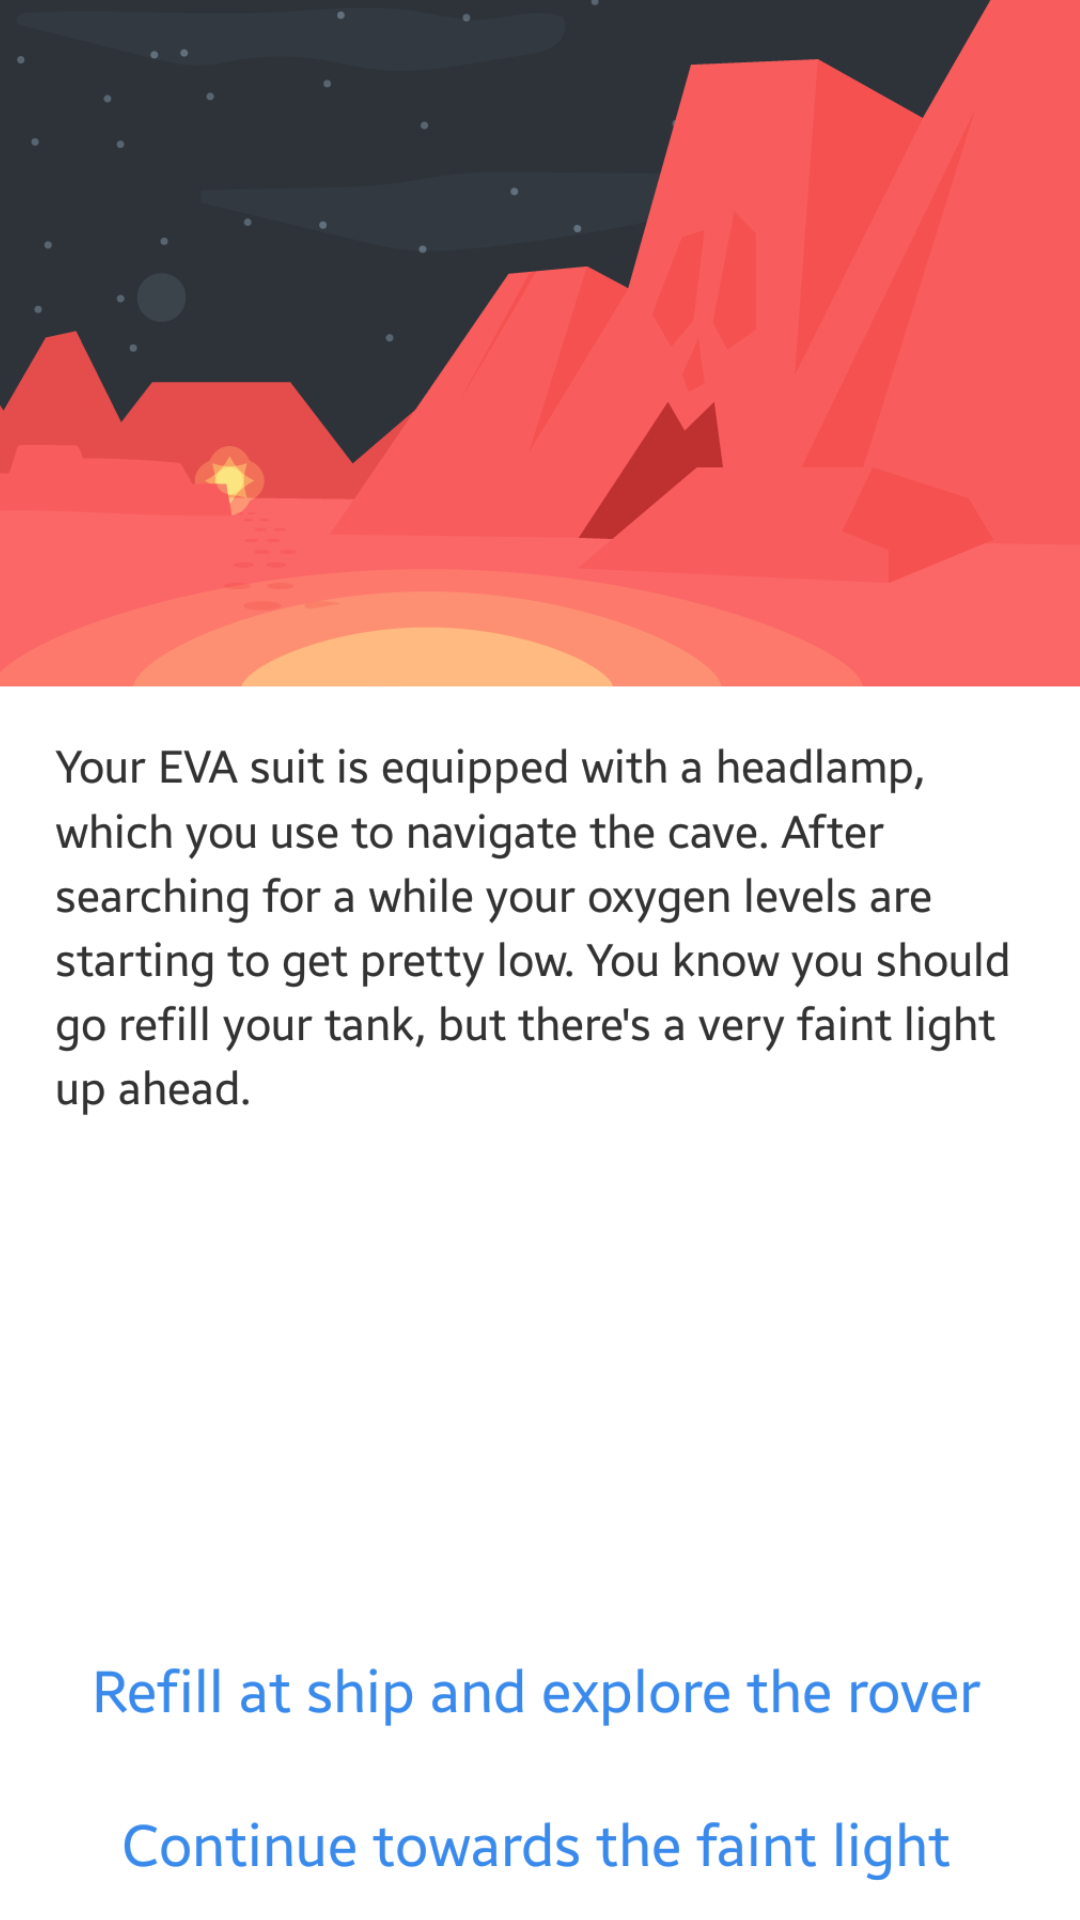 Your EVA suit is equipped with a headlamp,
which you use to navigate the cave. After
searching for a while your oxygen levels are
starting to get pretty low. You know you should
go refill your tank, but there's a very faint light
up ahead.
Refill at ship and explore the rover
Continue towards the faint light